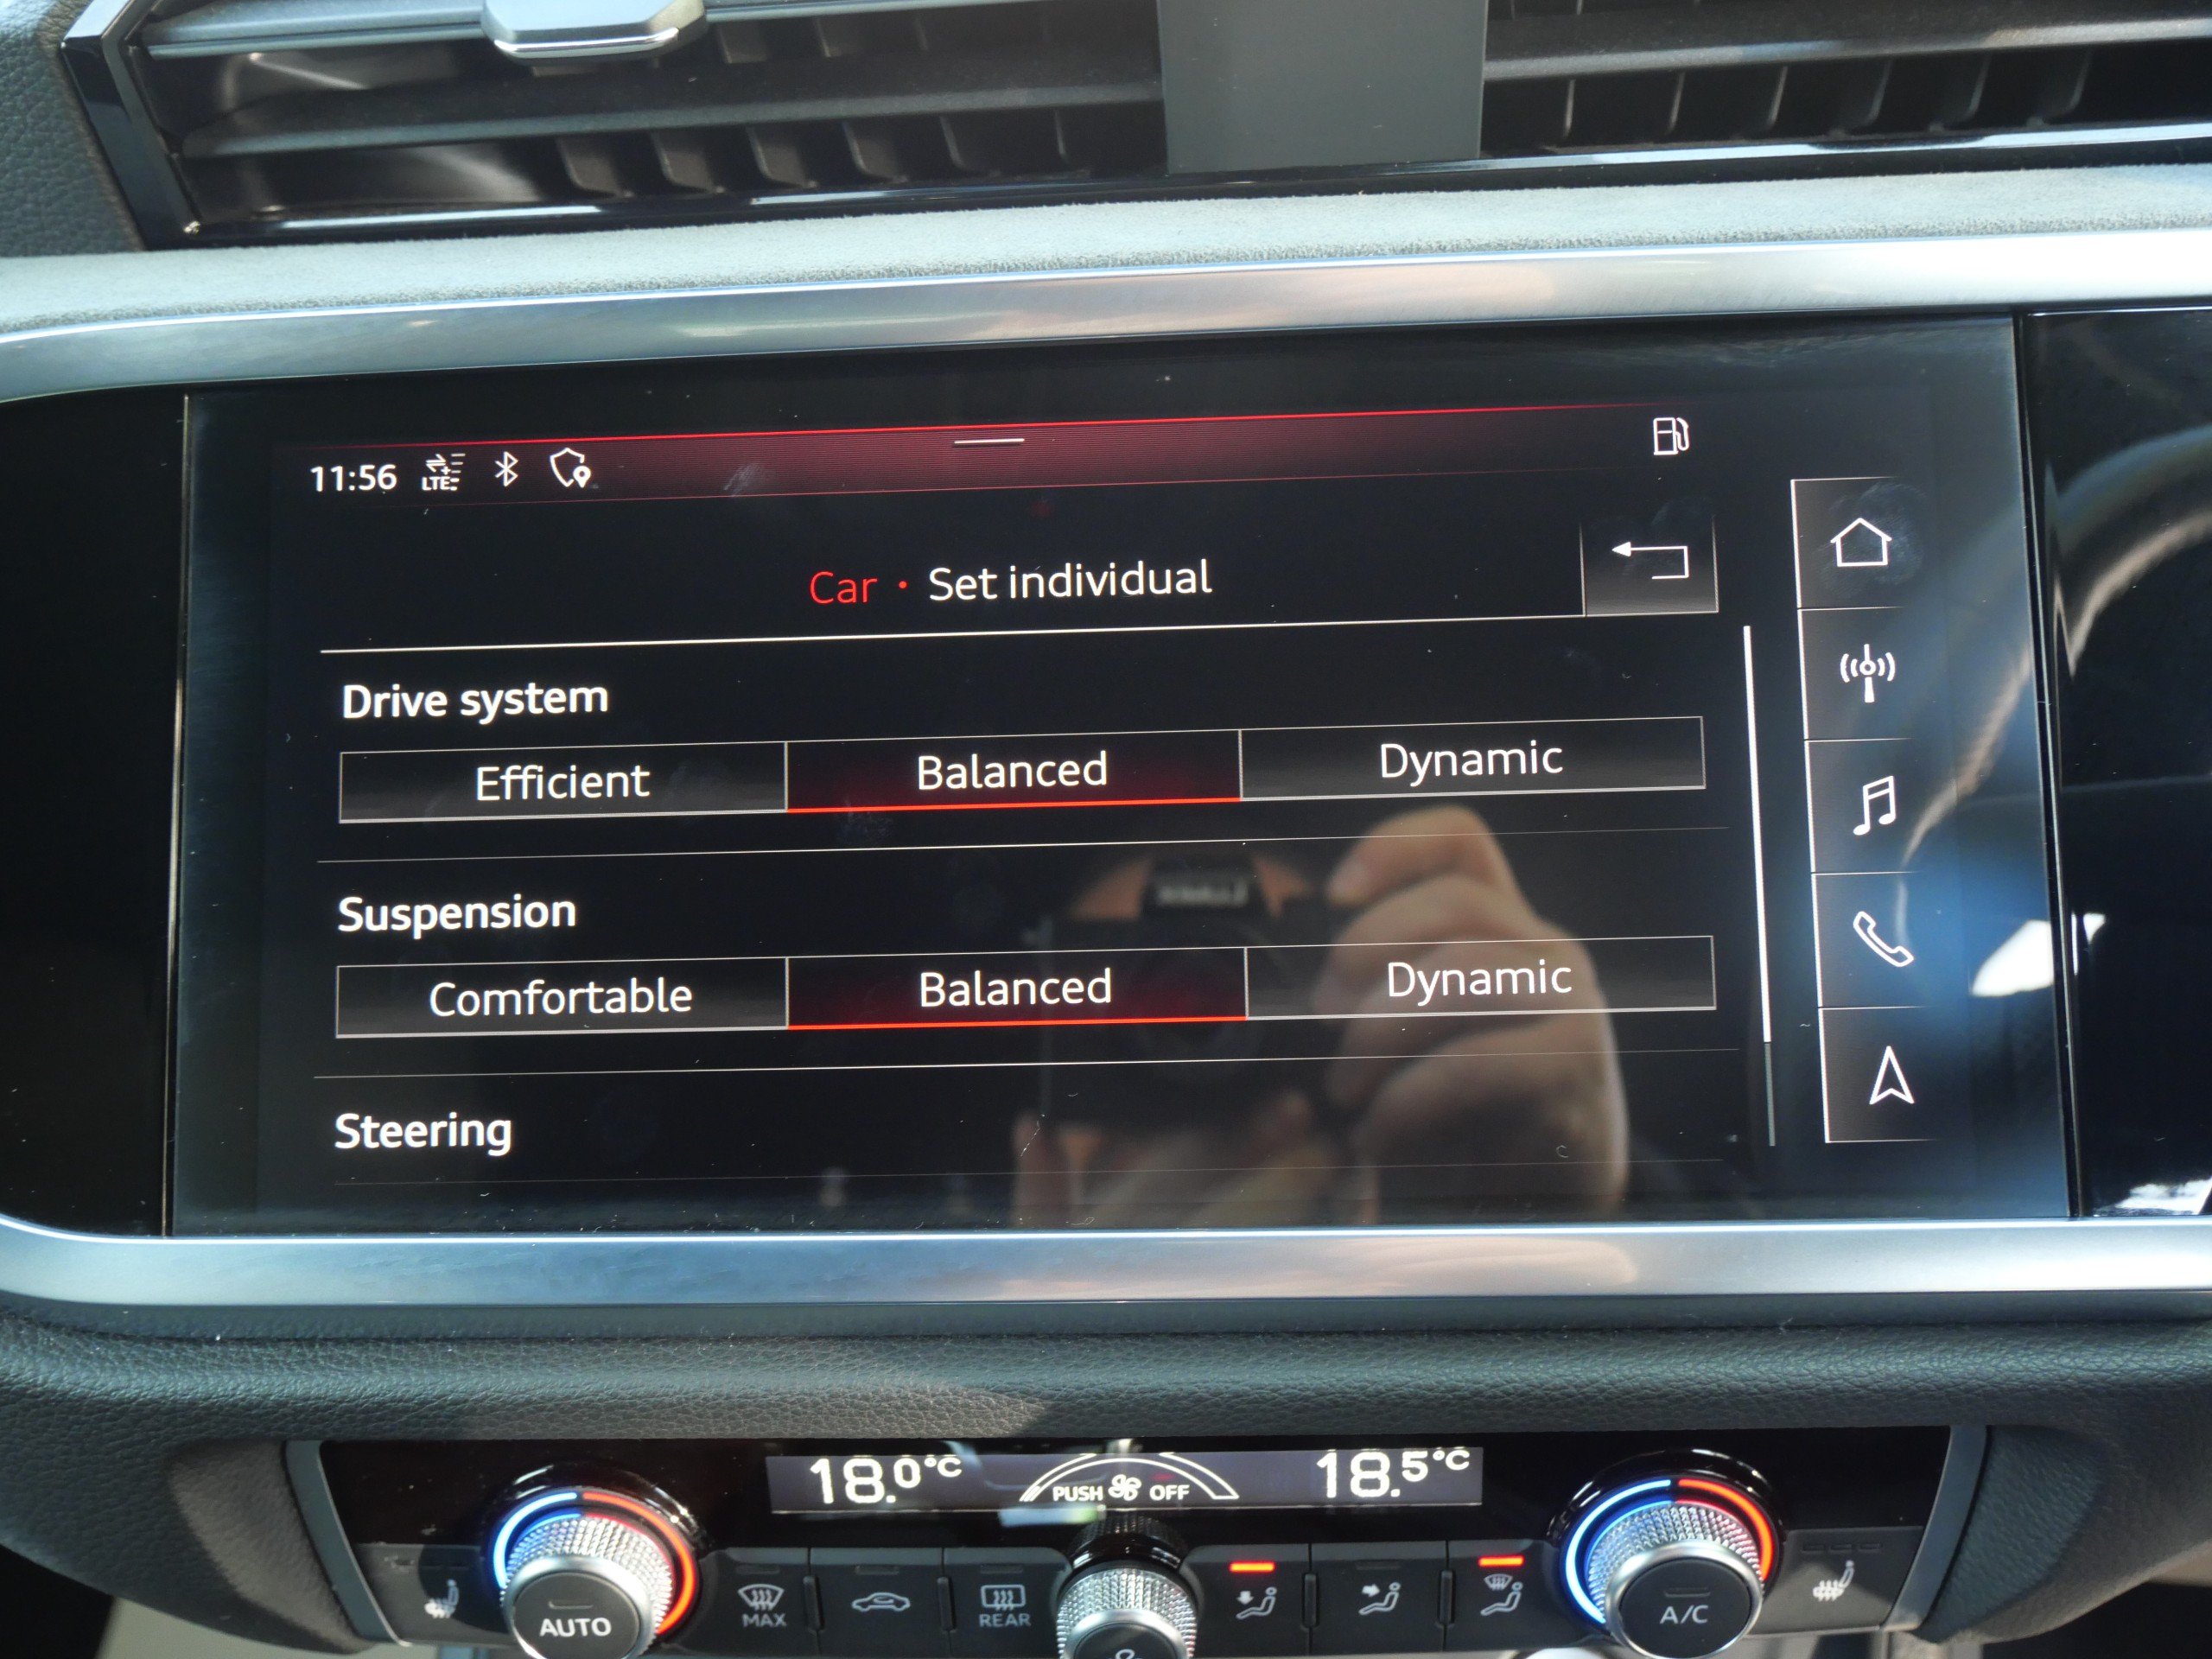 11:56 LTE
Car • Set individual
Drive system
Efficient Balanced Dynamic
Suspension
Comfortable Balanced Dynamic
Steering
18.0°C PUSH OFF 18.5°C
AUTO MAX REAR A/C